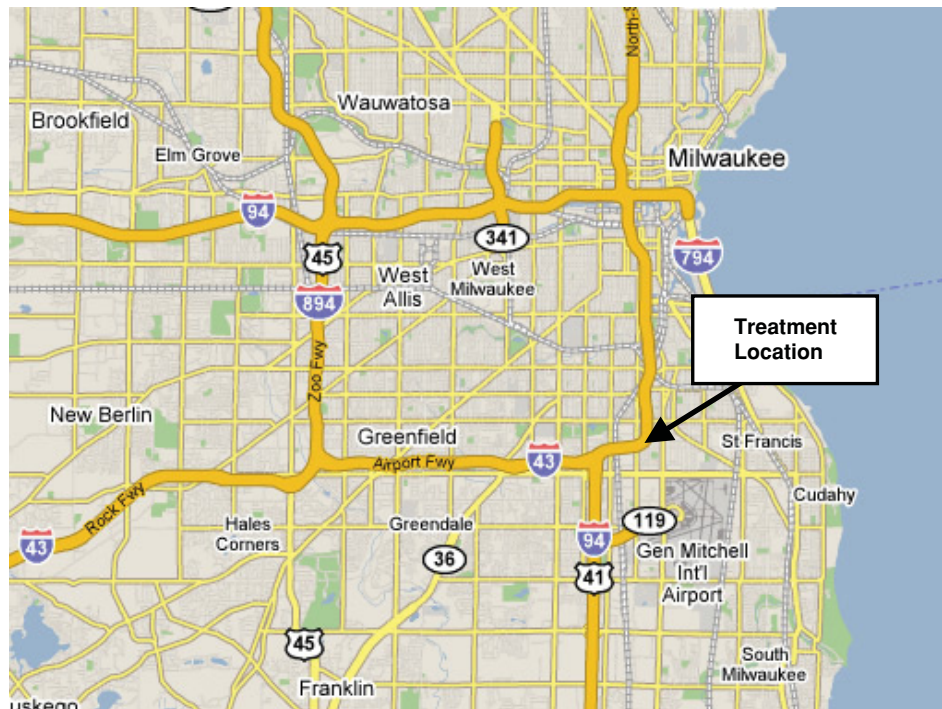 North-S
Wauwatosa
Brookfield
Elm Grove
Milwaukee
94
341
45
794
West
Allis
West
Milwaukee
894
Treatment
Location
Zoo Fwy
New Berlin
Greenfield
St Francis
Airport Fwy
43
Rock Fwy
Cudahy
Hales
Corners
Greendale
119
94
43
36
Gen Mitchell
Int'l
Airport
41
45
South
Milwaukee
Franklin
uskego